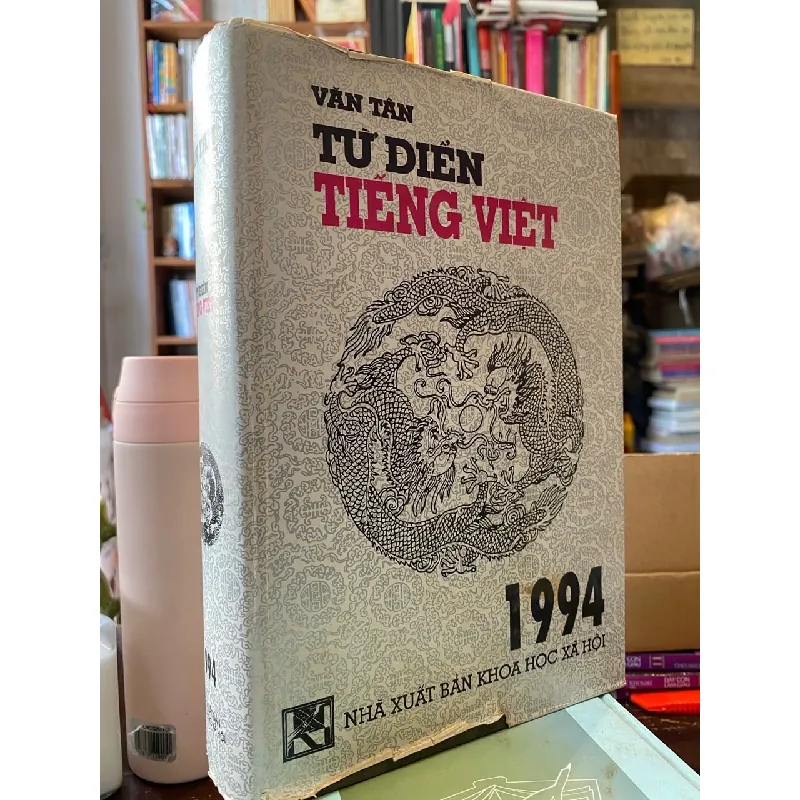 VĂN TÂN
TỪ ĐIỂN
TIẾNG VIỆT
1994
NHÀ XUẤT BẢN KHOA HỌC XÃ HỘI